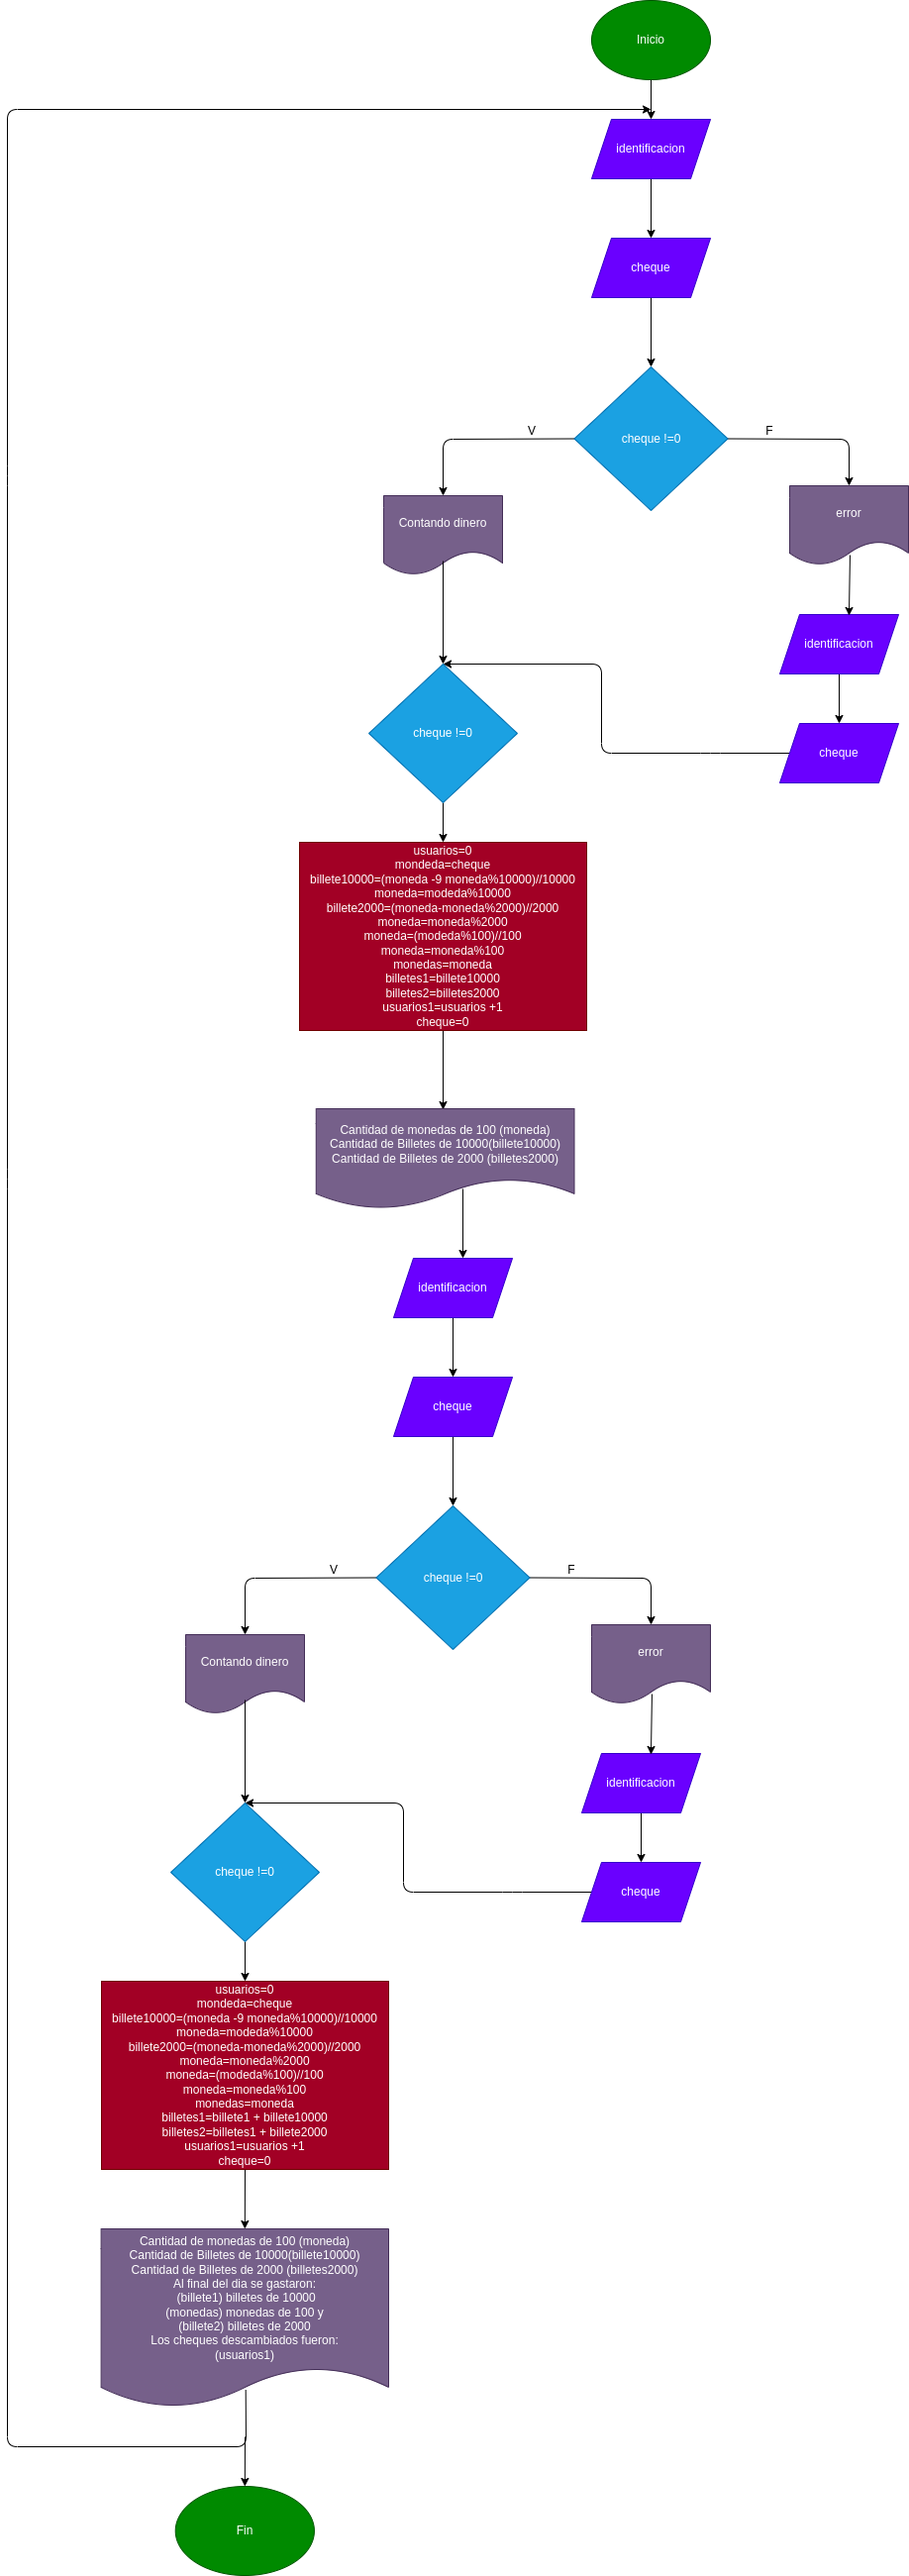 Inicio
identificacion
cheque
cheque !=0
V
F
Contando dinero
error
identificacion
cheque
cheque !=0
usuarios=0
mondeda=cheque
billete10000=(moneda -9 moneda%10000)//10000
moneda=modeda%10000
billete2000=(moneda-moneda%2000)//2000
moneda=moneda%2000
moneda=(modeda%100)//100
moneda=moneda%100
monedas=moneda
billetes1=billete10000
billetes2=billetes2000
usuarios1=usuarios +1
cheque=0
Cantidad de monedas de 100 (moneda)
Cantidad de Billetes de 10000(billete10000)
Cantidad de Billetes de 2000 (billetes2000)
identificacion
cheque
cheque !=0
V
F
Contando dinero
error
identificacion
cheque
cheque !=0
usuarios=0
mondeda=cheque
billete10000=(moneda -9 moneda%10000)//10000
moneda=modeda%10000
billete2000=(moneda-moneda%2000)//2000
moneda=moneda%2000
moneda=(modeda%100)//100
moneda=moneda%100
monedas=moneda
billetes1=billete1 + billete10000
billetes2=billetes1 + billete2000
usuarios1=usuarios +1
cheque=0
Cantidad de monedas de 100 (moneda)
Cantidad de Billetes de 10000(billete10000)
Cantidad de Billetes de 2000 (billetes2000)
Al final del dia se gastaron:
(billete1) billetes de 10000
(monedas) monedas de 100 y
(billete2) billetes de 2000
Los cheques descambiados fueron:
(usuarios1)
Fin